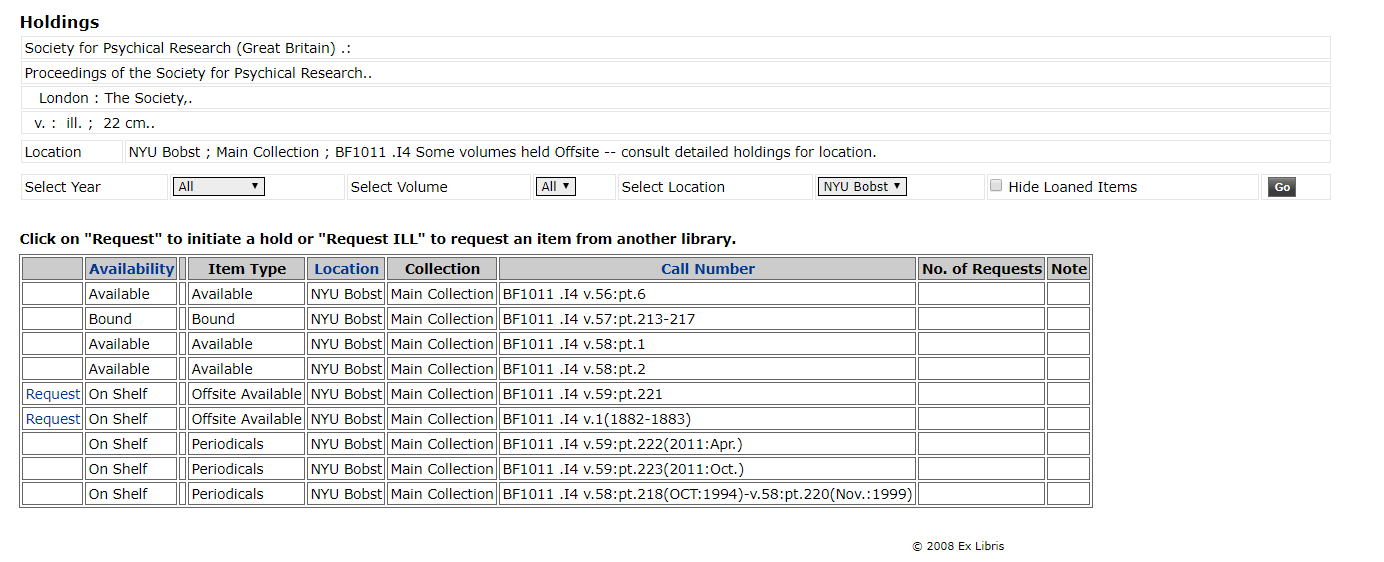 Holdings
Society for Psychical Research (Great Britain) .:
Proceedings of the Society for Psychical Research..
London : The Society,.
v. : ill. ; 22 cm..
Location NYU Bobst ; Main Collection ; BF1011 .I4 Some volumes held Offsite -- consult detailed holdings for location.
Select Year All Select Volume All Select Location NYU Bobst Hide Loaned Items Go
Click on "Request" to initiate a hold or "Request ILL" to request an item from another library.
Availability Item Type Location Collection Call Number No. of Requests Note
Available Available NYU Bobst Main Collection BF1011 .I4 v.56:pt.6
Bound Bound NYU Bobst Main Collection BF1011 .I4 v.57:pt.213-217
Available Available NYU Bobst Main Collection BF1011 .I4 v.58:pt.1
Available Available NYU Bobst Main Collection BF1011 .I4 v.58:pt.2
Request On Shelf Offsite Available NYU Bobst Main Collection BF1011 .I4 v.59:pt.221
Request On Shelf Offsite Available NYU Bobst Main Collection BF1011 .I4 v.1(1882-1883)
On Shelf Periodicals NYU Bobst Main Collection BF1011 .I4 v.59:pt.222(2011:Apr.)
On Shelf Periodicals NYU Bobst Main Collection BF1011 .I4 v.59:pt.223(2011:Oct.)
On Shelf Periodicals NYU Bobst Main Collection BF1011 .I4 v.58:pt.218(OCT:1994)-v.58:pt.220(Nov.:1999)
© 2008 Ex Libris